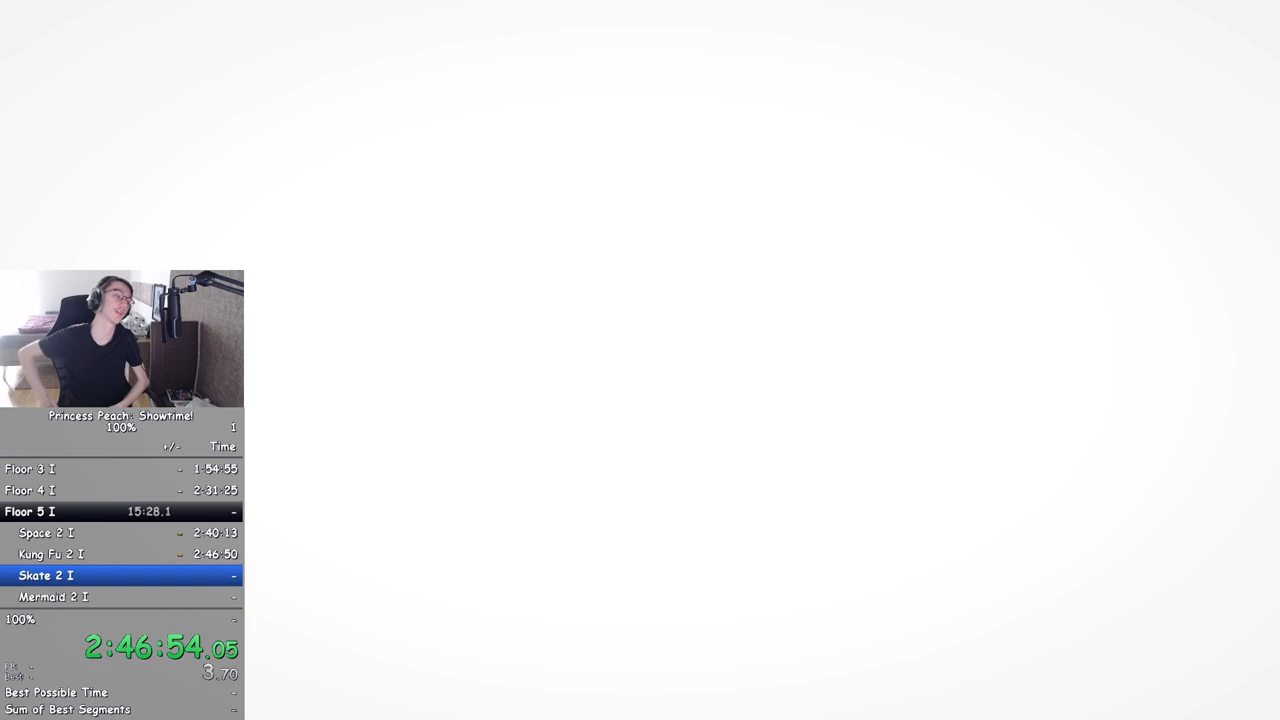 Princess Peach: Showtime!
100% 1
+/- Time
Floor 3 I - 1:54:55
Floor 4 I - 2:31:25
Floor 5 I 15:28.1 -
Space 2 I - 2:40:13
Kung Fu 2 I - 2:46:50
Skate 2 I -
Mermaid 2 I -
100% -
2:46:54.05
PB: - 3.70
Best: -
Best Possible Time -
Sum of Best Segments -